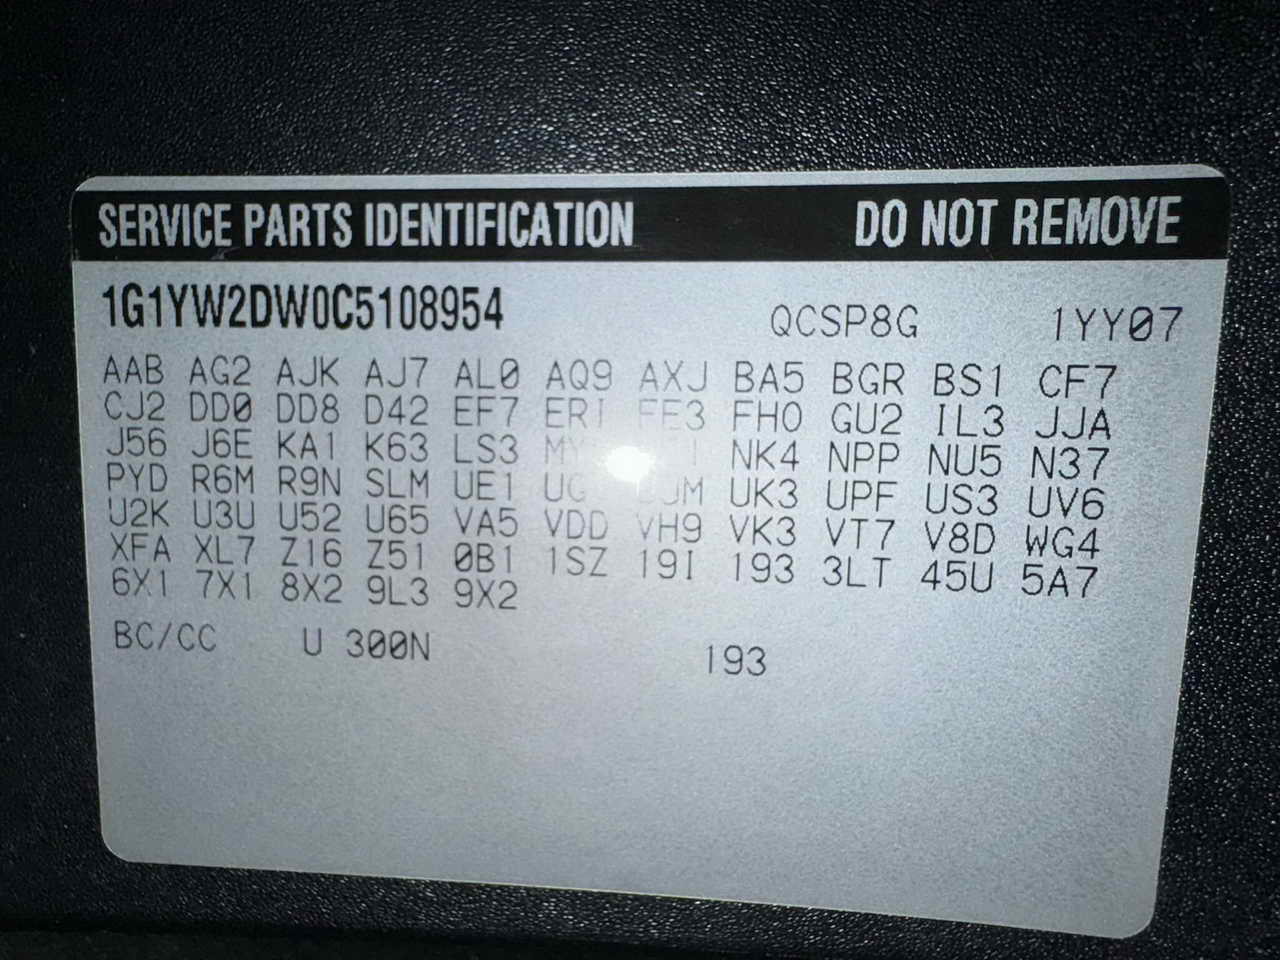 SERVICE PARTS IDENTIFICATION DO NOT REMOVE
1G1YW2DW0C5108954 QCSP8G 1YY07
AAB AG2 AJK AJ7 AL0 AQ9 AXJ BA5 BGR BS1 CF7
CJ2 DD0 DD8 D42 EF7 ER1 FE3 FH0 GU2 IL3 JJA
J56 J6E KA1 K63 LS3 NK4 NPP NU5 N37
PYD R6M R9N SLM UE1 UK3 UPF US3 UV6
U2K U3U U52 U65 VA5 VDD VH9 VK3 VT7 V8D WG4
XFA XL7 Z16 Z51 0B1 1SZ 19I 193 3LT 45U 5A7
6X1 7X1 8X2 9L3 9X2
BC/CC U 300N 193